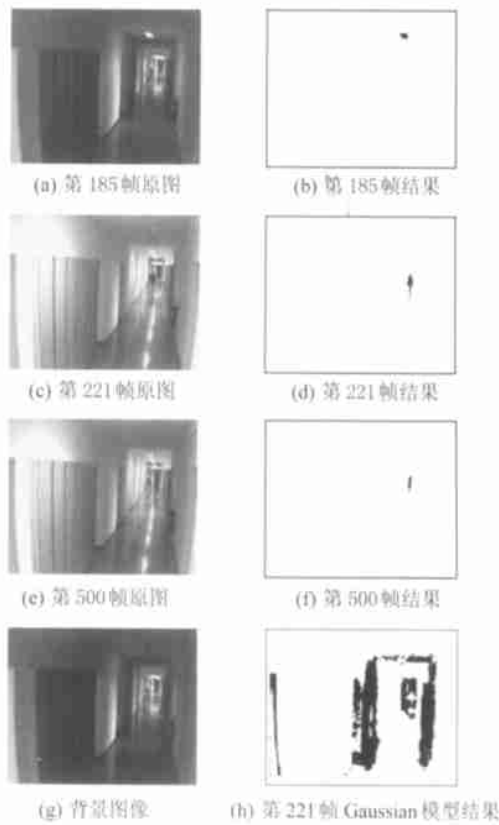 (a) 第 185 帧原图
(b) 第 185 帧结果
(c) 第 221 帧原图
(d) 第 221 帧结果
(e) 第 500 帧原图
(f) 第 500 帧结果
(g) 背景图像
(h) 第 221 帧 Gaussian 模型结果